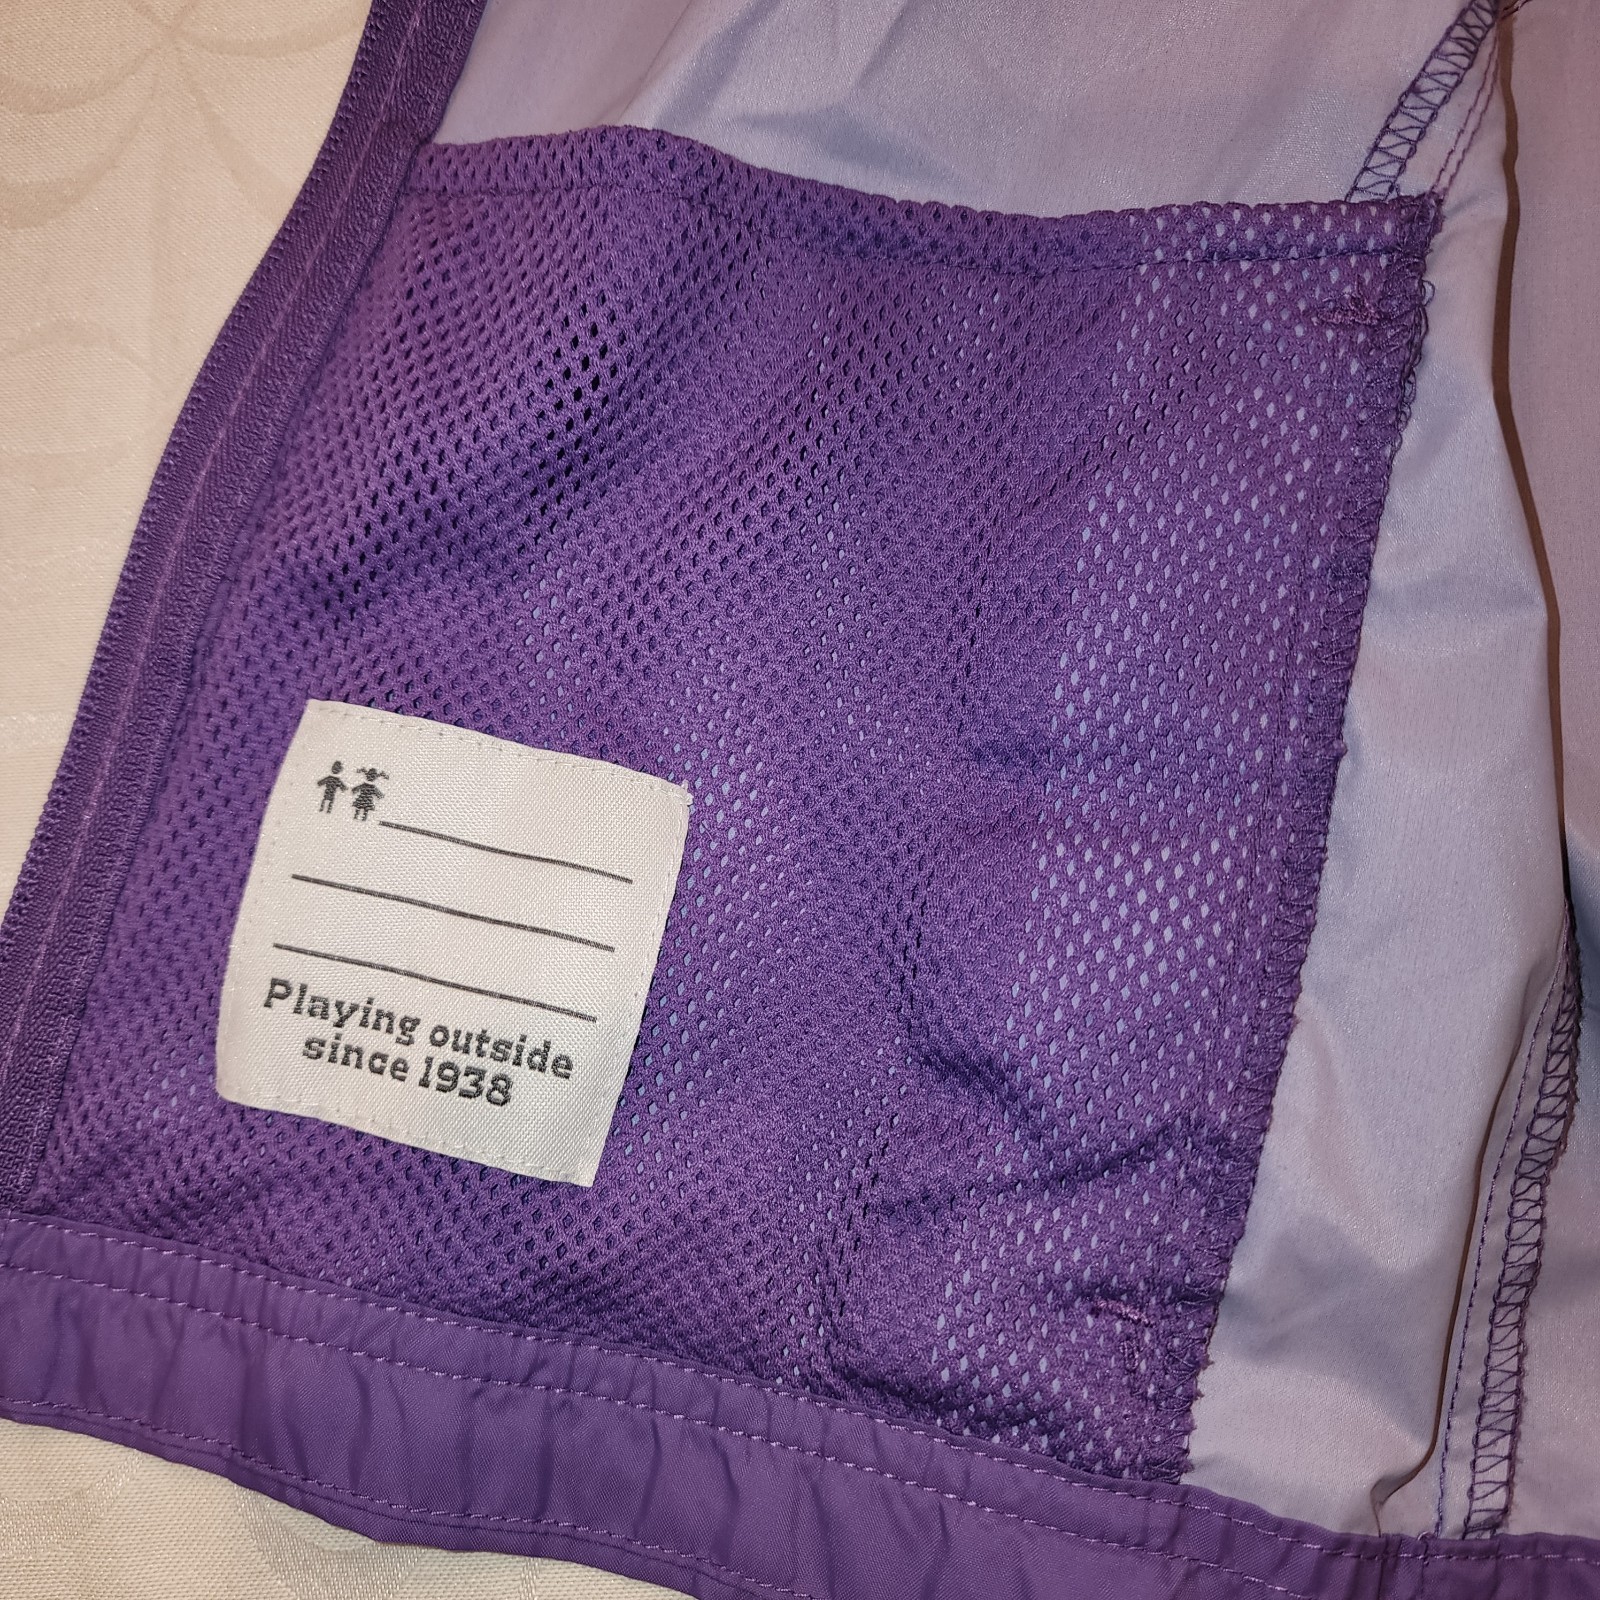 Playing outside
since 1938